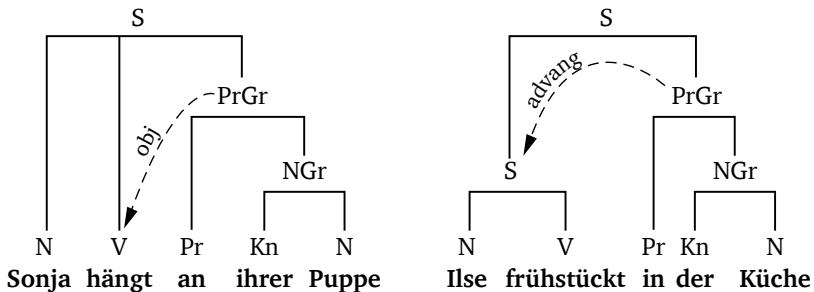 S S
advang
PrGr PrGr
obj
NGr S NGr
N V Pr Kn N N V Pr Kn N
Sonja hängt an ihrer Puppe Ilse frühstückt in der Küche